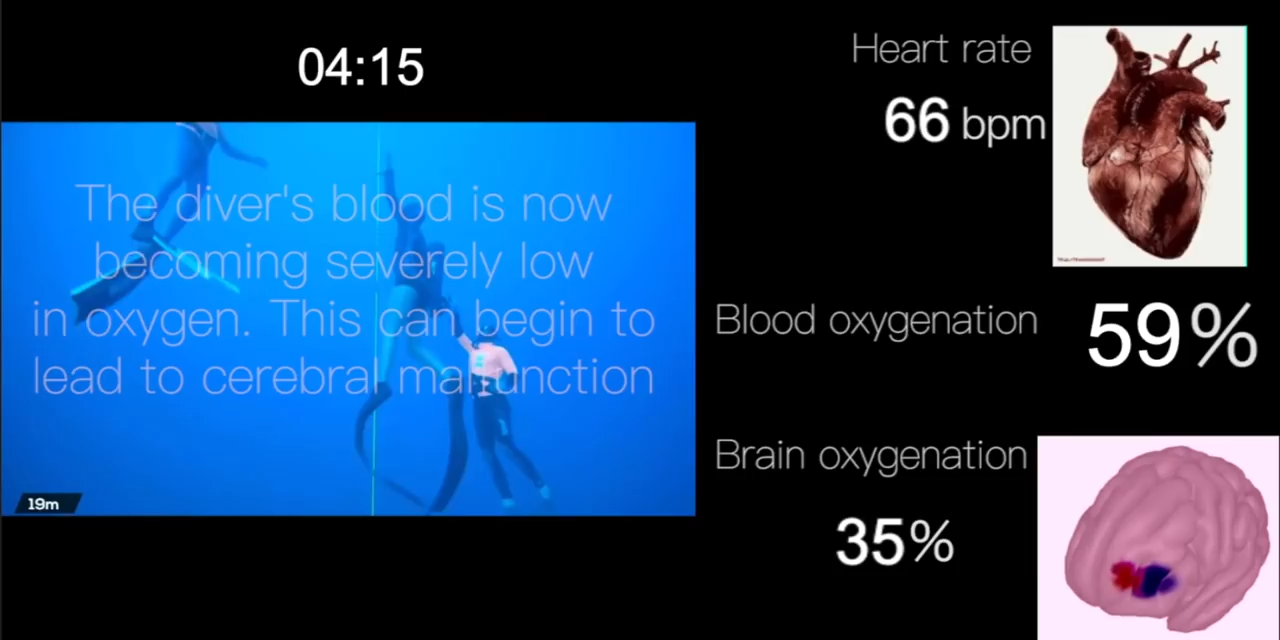 04:15
The diver's blood is now
becoming severely low
in oxygen. This can begin to
lead to cerebral malfunction
19m
Heart rate
66 bpm
Blood oxygenation
59%
Brain oxygenation
35%